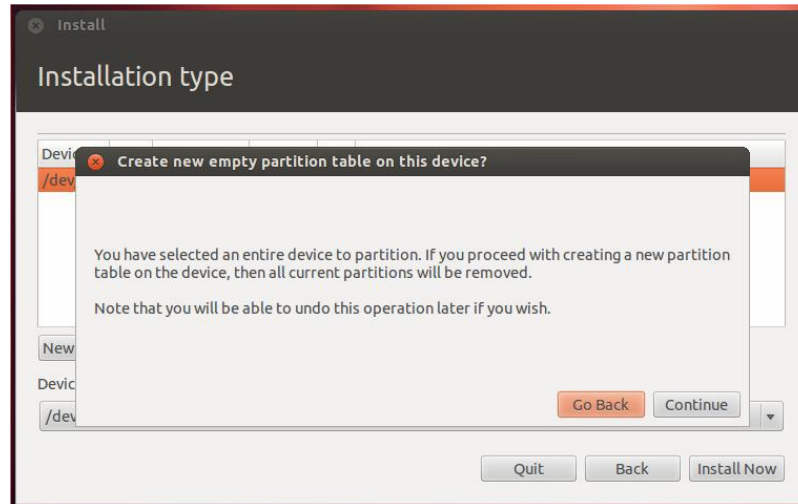 Install
Installation type
Create new empty partition table on this device?
You have selected an entire device to partition. If you proceed with creating a new partition
table on the device, then all current partitions will be removed.
Note that you will be able to undo this operation later if you wish.
New
Go Back Continue
Quit Back Install Now